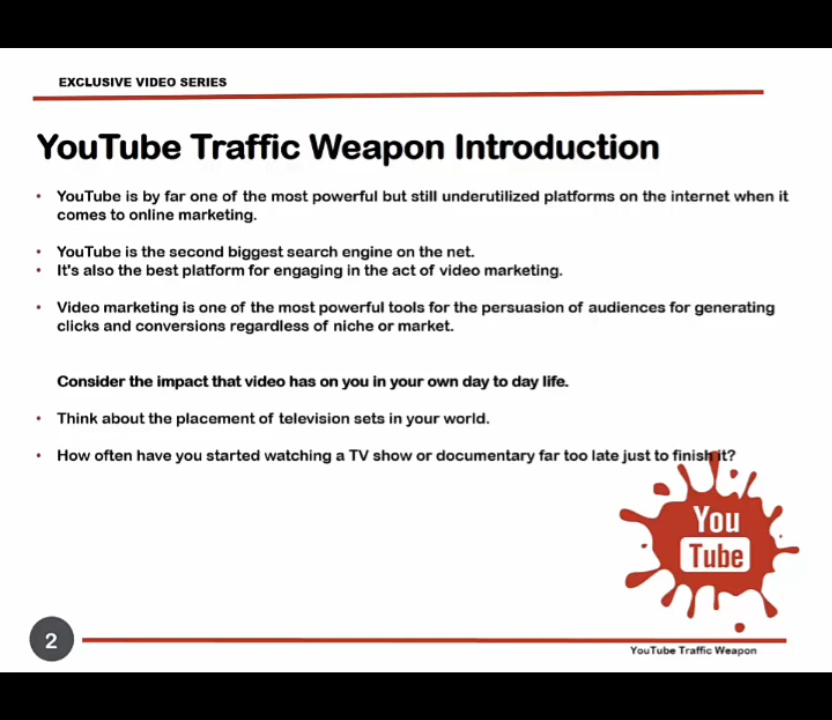 EXCLUSIVE VIDEO SERIES
YouTube Traffic Weapon Introduction
• YouTube is by far one of the most powerful but still underutilized platforms on the internet when it
comes to online marketing.
• YouTube is the second biggest search engine on the net.
• It's also the best platform for engaging in the act of video marketing.
• Video marketing is one of the most powerful tools for the persuasion of audiences for generating
clicks and conversions regardless of niche or market.
Consider the impact that video has on you in your own day to day life.
• Think about the placement of television sets in your world.
• How often have you started watching a TV show or documentary far too late just to finish it?
You
Tube
2
YouTube Traffic Weapon